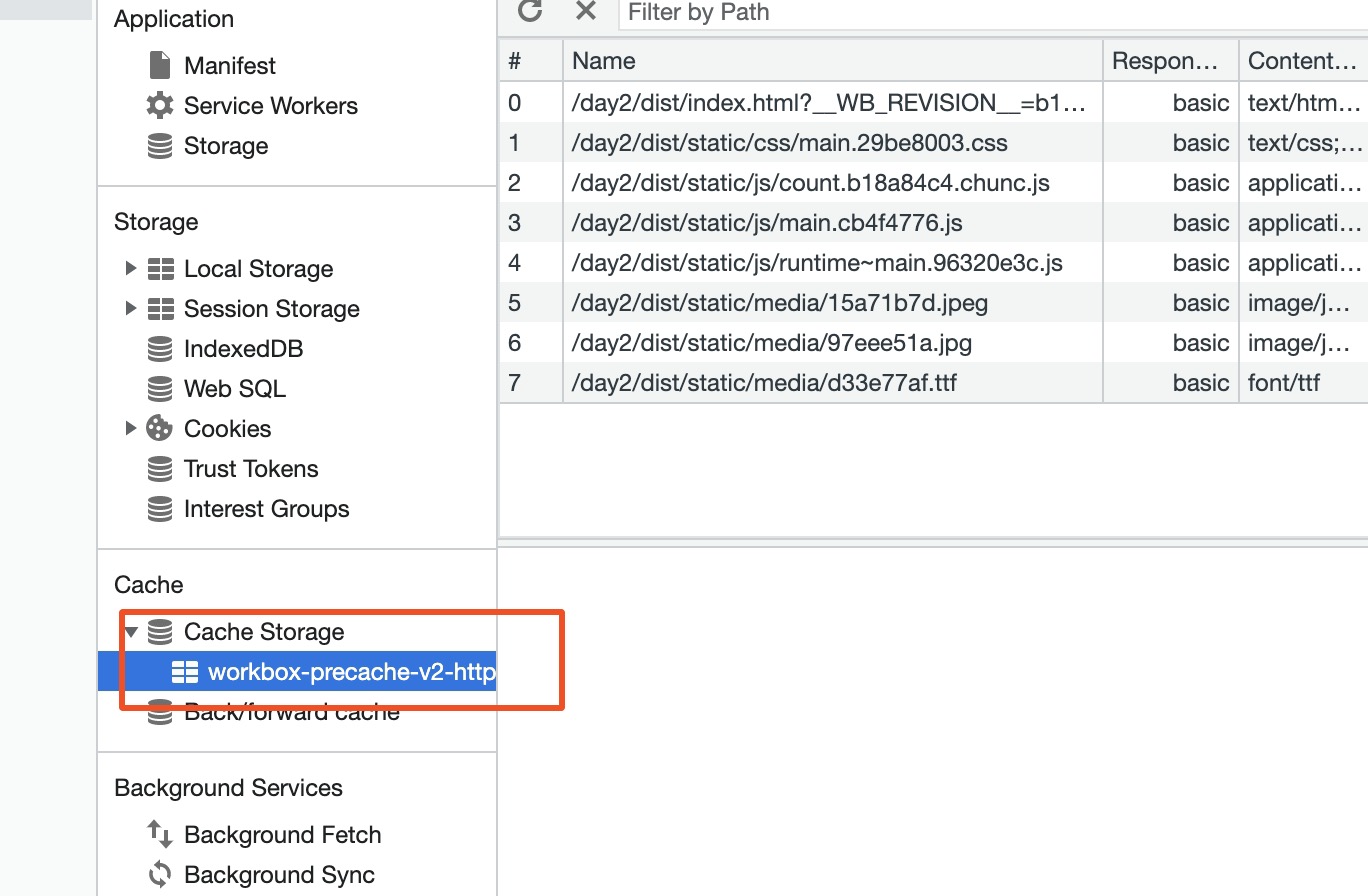 Application
Manifest
Service Workers
Storage
Storage
Local Storage
Session Storage
IndexedDB
Web SQL
Cookies
Trust Tokens
Interest Groups
Cache
Cache Storage
workbox-precache-v2-http
Back/forward cache
Background Services
Background Fetch
Background Sync
Filter by Path
# Name Respon… Content…
0 /day2/dist/index.html?__WB_REVISION__=b1… basic text/htm…
1 /day2/dist/static/css/main.29be8003.css basic text/css;…
2 /day2/dist/static/js/count.b18a84c4.chunc.js basic applicati…
3 /day2/dist/static/js/main.cb4f4776.js basic applicati…
4 /day2/dist/static/js/runtime~main.96320e3c.js basic applicati…
5 /day2/dist/static/media/15a71b7d.jpeg basic image/j…
6 /day2/dist/static/media/97eee51a.jpg basic image/j…
7 /day2/dist/static/media/d33e77af.ttf basic font/ttf